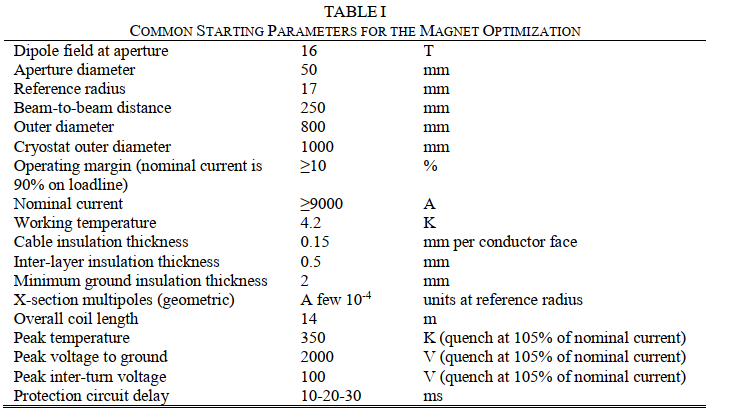 TABLE I
COMMON STARTING PARAMETERS FOR THE MAGNET OPTIMIZATION
Dipole field at aperture 16 T
Aperture diameter 50 mm
Reference radius 17 mm
Beam-to-beam distance 250 mm
Outer diameter 800 mm
Cryostat outer diameter 1000 mm
Operating margin (nominal current is ≥10 %
90% on loadline)
Nominal current ≥9000 A
Working temperature 4.2 K
Cable insulation thickness 0.15 mm per conductor face
Inter-layer insulation thickness 0.5 mm
Minimum ground insulation thickness 2 mm
X-section multipoles (geometric) A few 10⁻⁴ units at reference radius
Overall coil length 14 m
Peak temperature 350 K (quench at 105% of nominal current)
Peak voltage to ground 2000 V (quench at 105% of nominal current)
Peak inter-turn voltage 100 V (quench at 105% of nominal current)
Protection circuit delay 10-20-30 ms